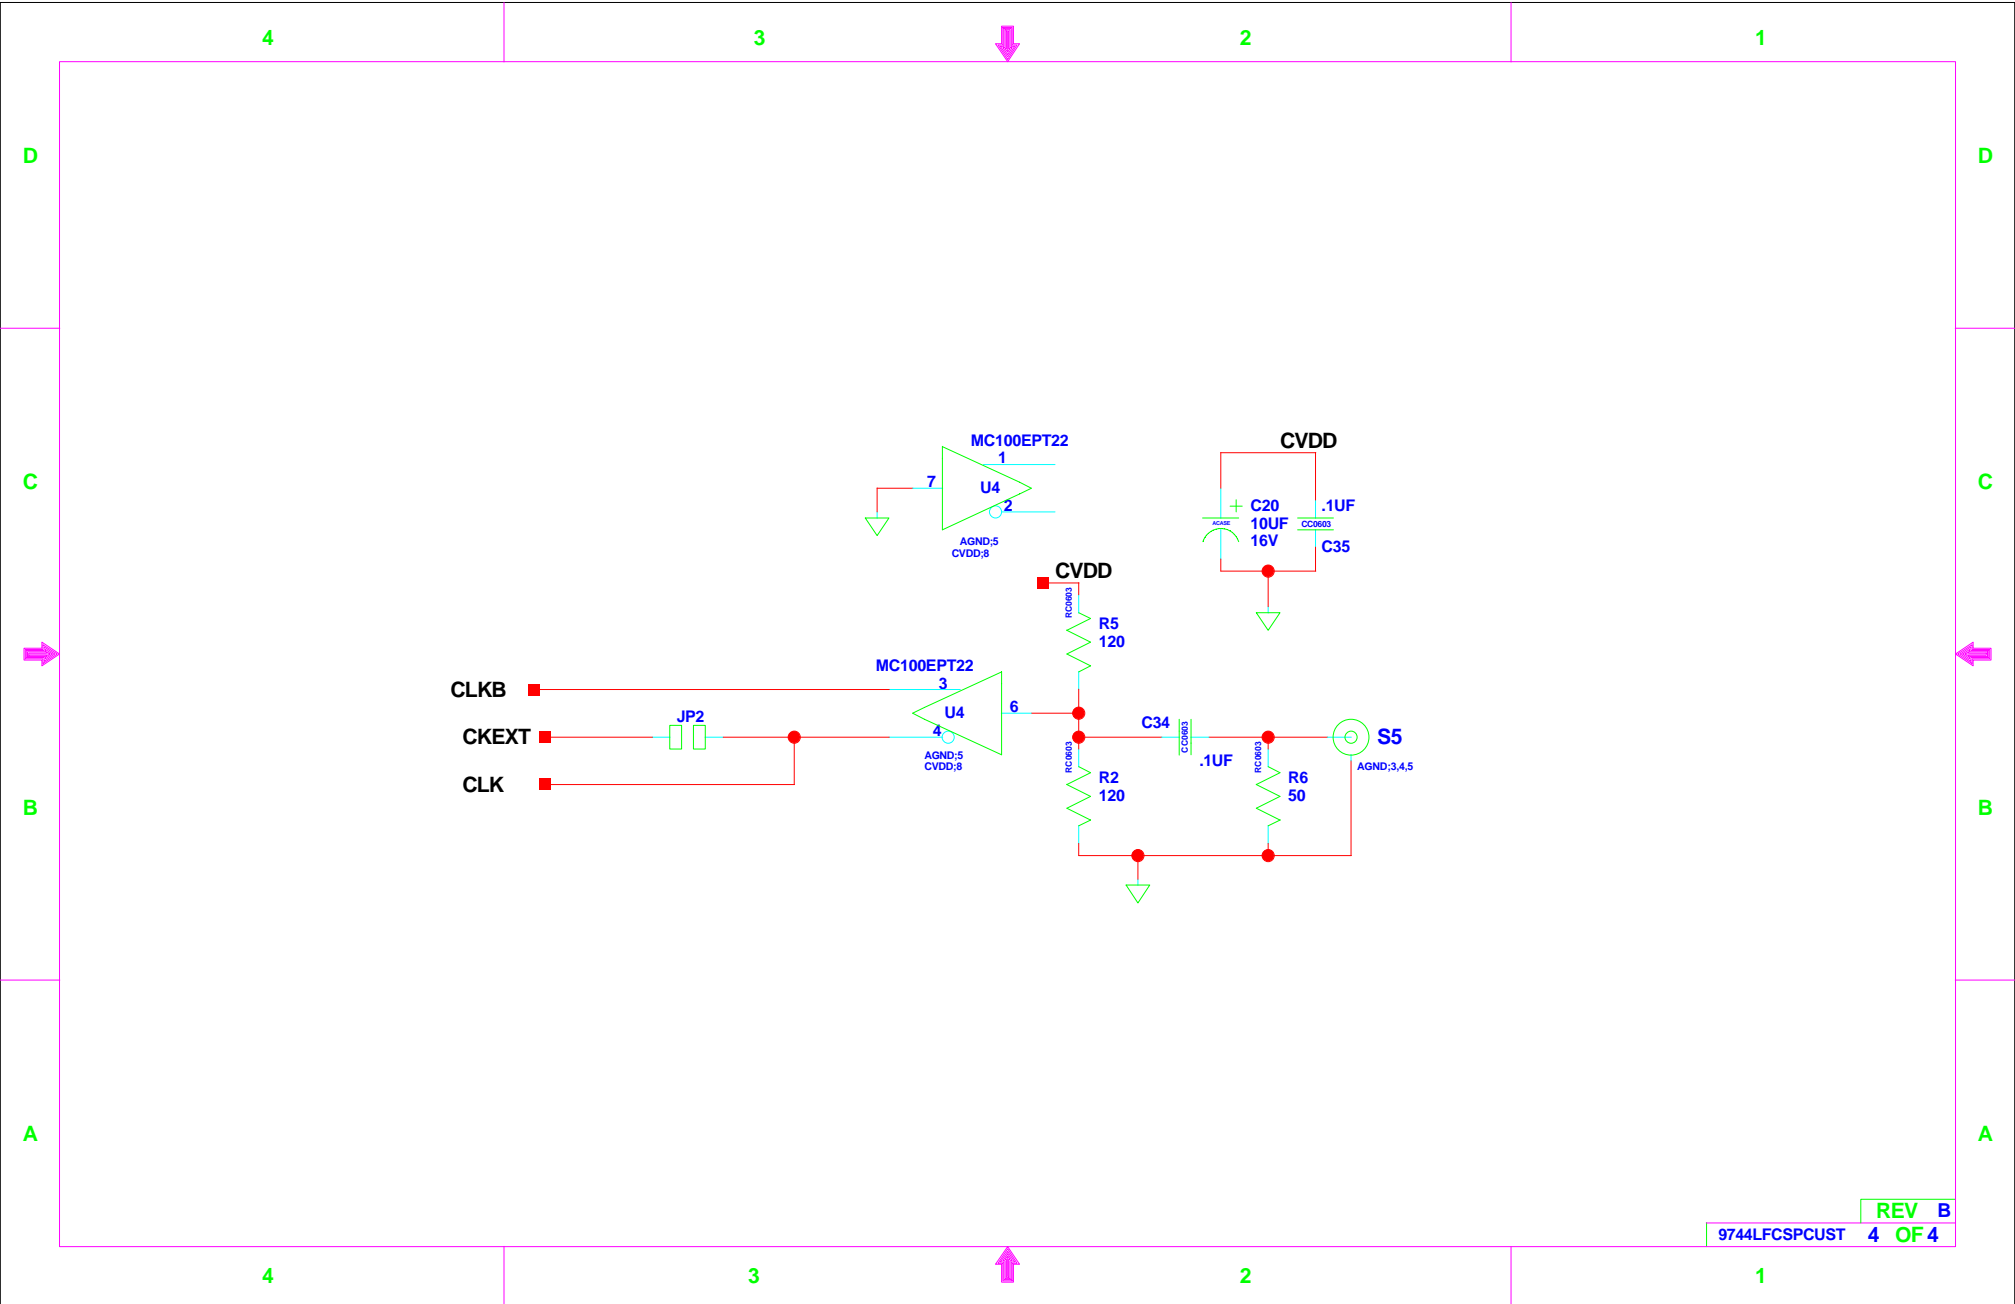 4 3 2 1
D D
MC100EPT22
1
7
U4
2
AGND;5
CVDD;8
CVDD
.1UF
C20
10UF
16V
ACASE
CC0603
C35
C C
CVDD
RC0603
R5
120
MC100EPT22
CLKB
3
U4
6
CKEXT
JP2
4
AGND;5
CVDD;8
CLK
C34
CC0603
.1UF
S5
AGND;3,4,5
RC0603
R2
120
RC0603
R6
50
B B
A A
REV B
9744LFCSPCUST 4 OF 4
4 3 2 1